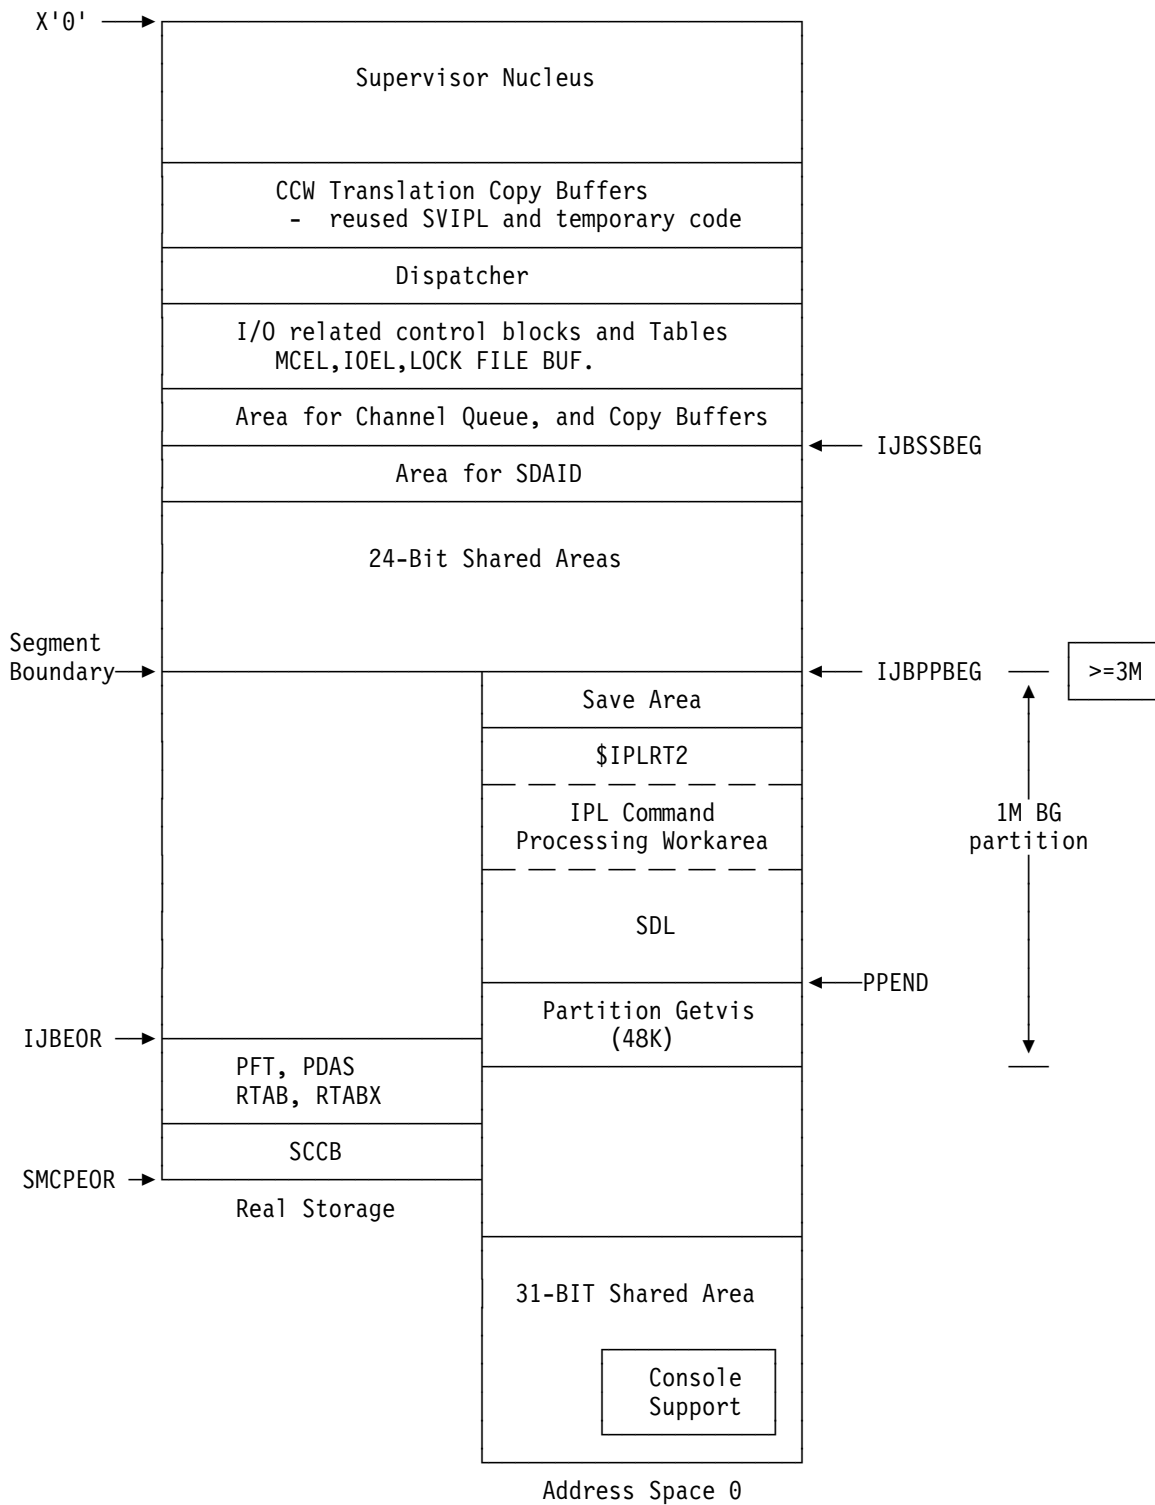 X'0'
Supervisor Nucleus
CCW Translation Copy Buffers
- reused SVIPL and temporary code
Dispatcher
I/O related control blocks and Tables
MCEL,IOEL,LOCK FILE BUF.
Area for Channel Queue, and Copy Buffers
IJBSSBEG
Area for SDAID
24-Bit Shared Areas
Segment
Boundary
IJBPPBEG
>=3M
Save Area
$IPLRT2
IPL Command
Processing Workarea
1M BG
partition
SDL
PPEND
Partition Getvis
(48K)
IJBEOR
PFT, PDAS
RTAB, RTABX
SCCB
SMCPEOR
Real Storage
31-BIT Shared Area
Console
Support
Address Space 0